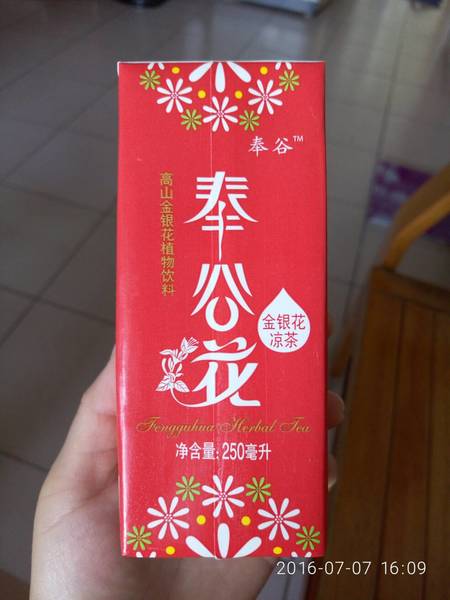 奉谷™
奉谷花
高山金银花植物饮料
金银花
凉茶
Fengguhua Herbal Tea
净含量:250毫升
2016-07-07 16:09